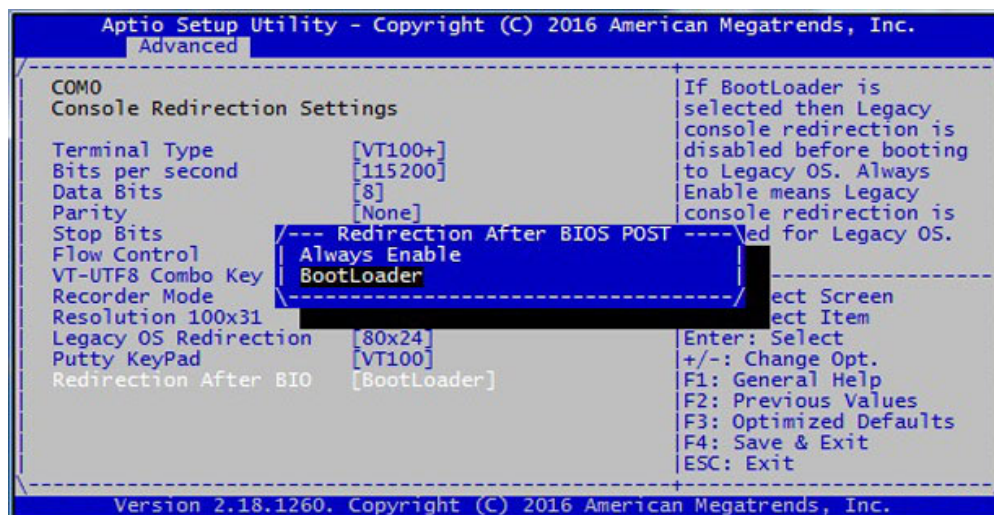 Aptio Setup Utility - Copyright (C) 2016 American Megatrends, Inc.
Advanced
COM0
Console Redirection Settings
Terminal Type [VT100+]
Bits per second [115200]
Data Bits [8]
Parity [None]
Stop Bits
Flow Control
VT-UTF8 Combo Key
Recorder Mode
Resolution 100x31
Legacy OS Redirection [80x24]
Putty KeyPad [VT100]
Redirection After BIO [BootLoader]
Redirection After BIOS POST
Always Enable
BootLoader
If BootLoader is
selected then Legacy
console redirection is
disabled before booting
to Legacy OS. Always
Enable means Legacy
console redirection is
ed for Legacy OS.
ect Screen
ect Item
Enter: Select
+/-: Change Opt.
F1: General Help
F2: Previous Values
F3: Optimized Defaults
F4: Save & Exit
ESC: Exit
Version 2.18.1260. Copyright (C) 2016 American Megatrends, Inc.